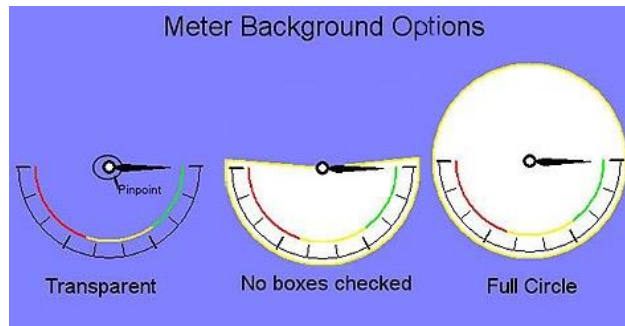 Meter Background Options
Pinpoint
Transparent
No boxes checked
Full Circle